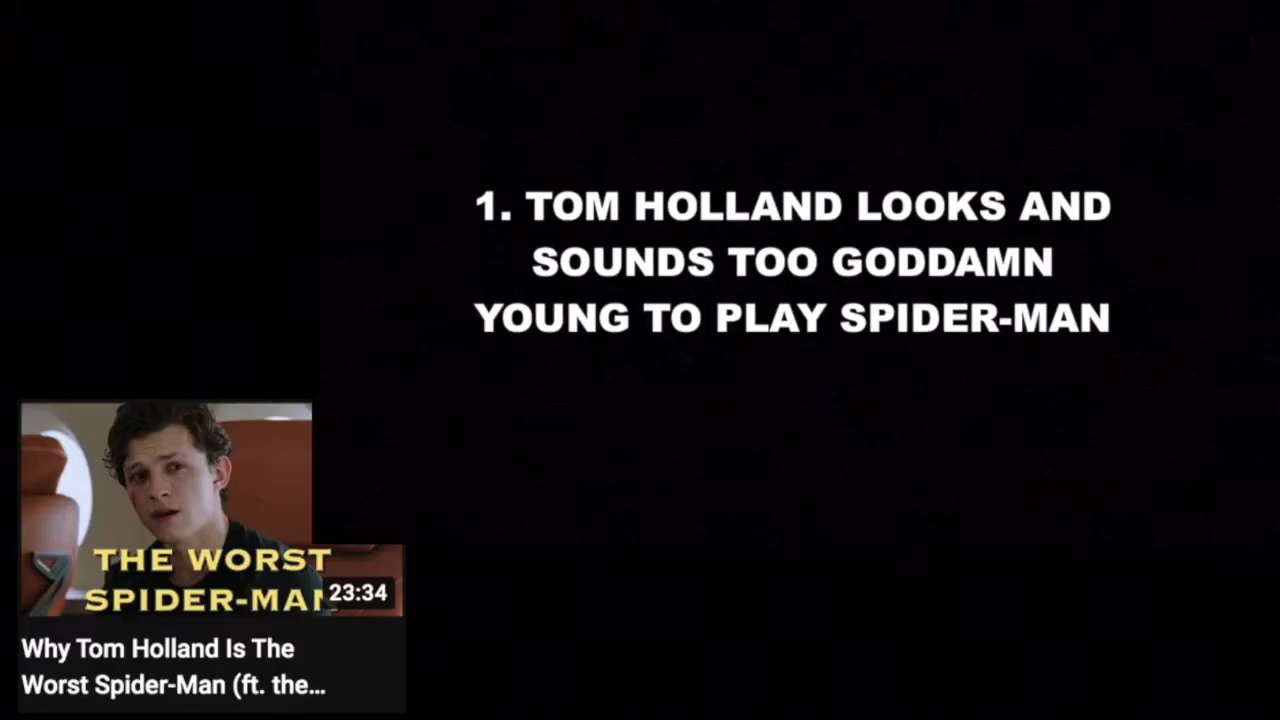 1. TOM HOLLAND LOOKS AND
SOUNDS TOO GODDAMN
YOUNG TO PLAY SPIDER-MAN
THE WORST
SPIDER-MAN
23:34
Why Tom Holland Is The
Worst Spider-Man (ft. the...